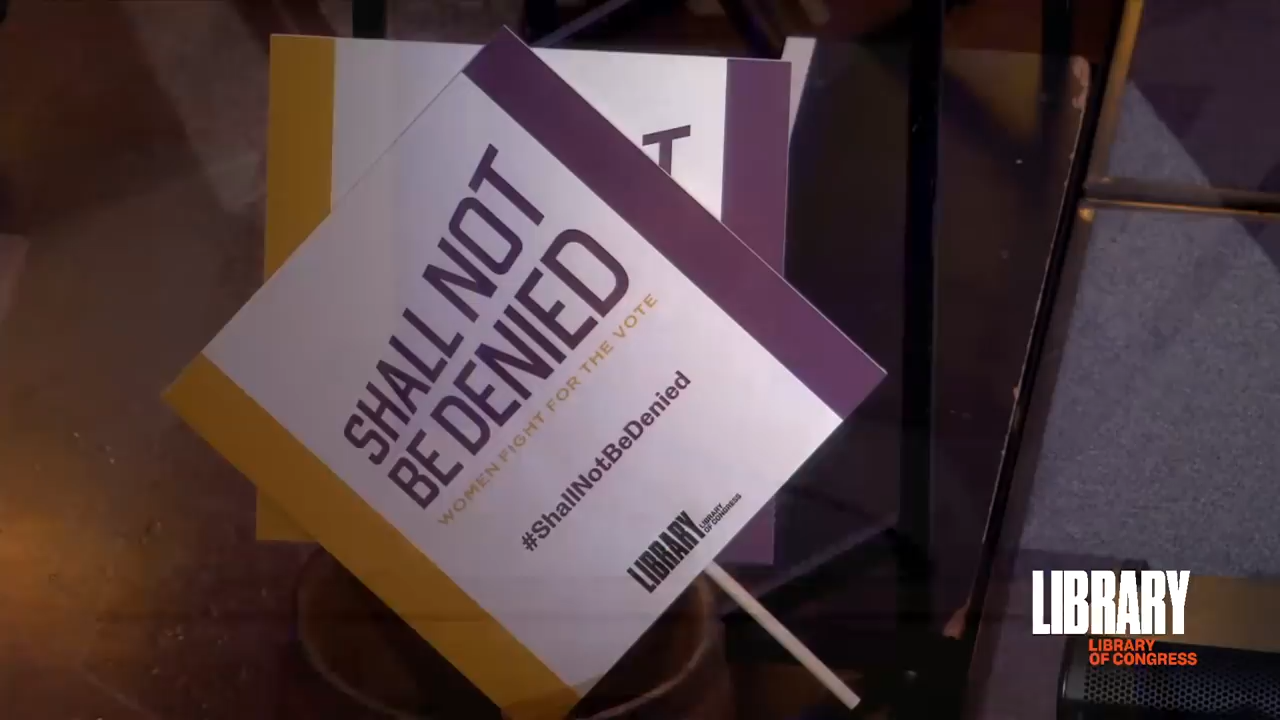 T
SHALL NOT
BE DENIED
WOMEN FIGHT FOR THE VOTE
#ShallNotBeDenied
LIBRARY
LIBRARY
OF CONGRESS
LIBRARY
LIBRARY
OF CONGRESS